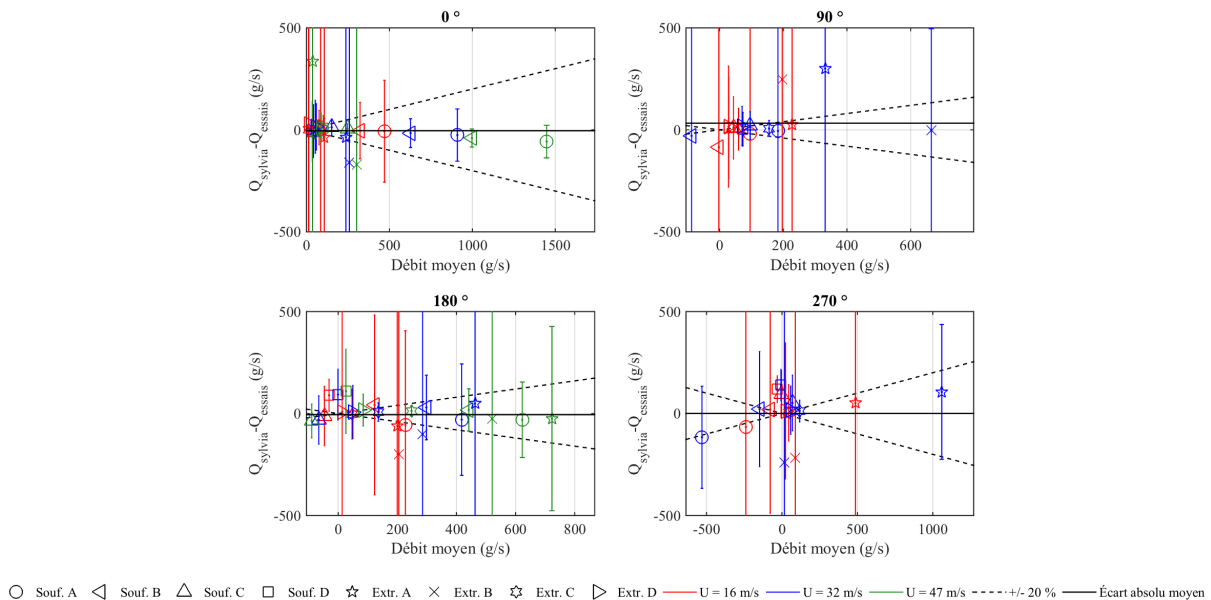 0 °
90 °
500
0
-500
Q_sylvia-Q_essais (g/s)
0 500 1000 1500
Débit moyen (g/s)
500
0
-500
Q_sylvia-Q_essais (g/s)
0 200 400 600
Débit moyen (g/s)
180 °
270 °
500
0
-500
Q_sylvia-Q_essais (g/s)
0 200 400 600 800
Débit moyen (g/s)
500
0
-500
Q_sylvia-Q_essais (g/s)
-500 0 500 1000
Débit moyen (g/s)
Souf. A Souf. B Souf. C Souf. D Extr. A Extr. B Extr. C Extr. D U = 16 m/s U = 32 m/s U = 47 m/s +/- 20 % Écart absolu moyen